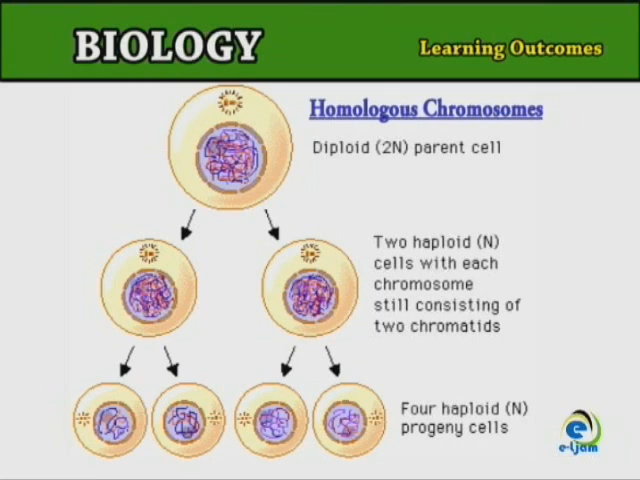 BIOLOGY
Learning Outcomes
Homologous Chromosomes
Diploid (2N) parent cell
Two haploid (N)
cells with each
chromosome
still consisting of
two chromatids
Four haploid (N)
progeny cells
e
e-Ljam